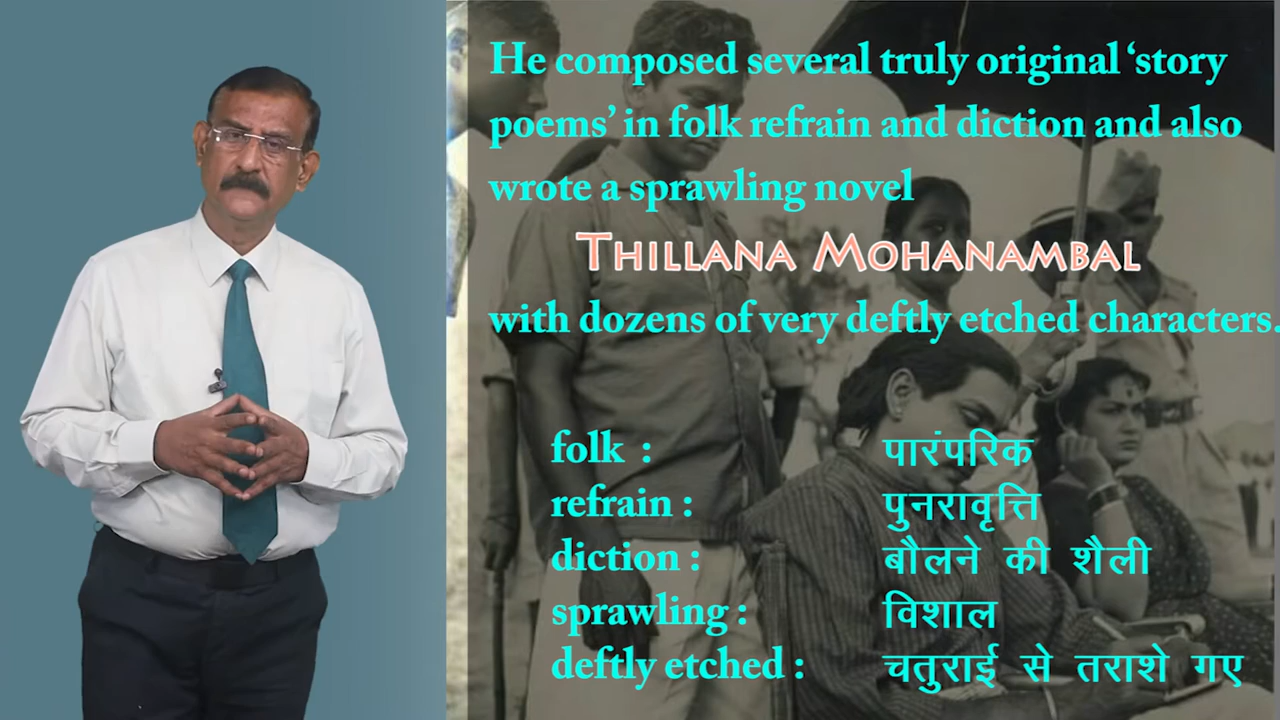 He composed several truly original ‘story
poems’ in folk refrain and diction and also
wrote a sprawling novel
THILLANA MOHANAMBAL
with dozens of very deftly etched characters.
folk : पारंपरिक
refrain : पुनरावृत्ति
diction : बौलने की शैली
sprawling : विशाल
deftly etched : चतुराई से तराशे गए